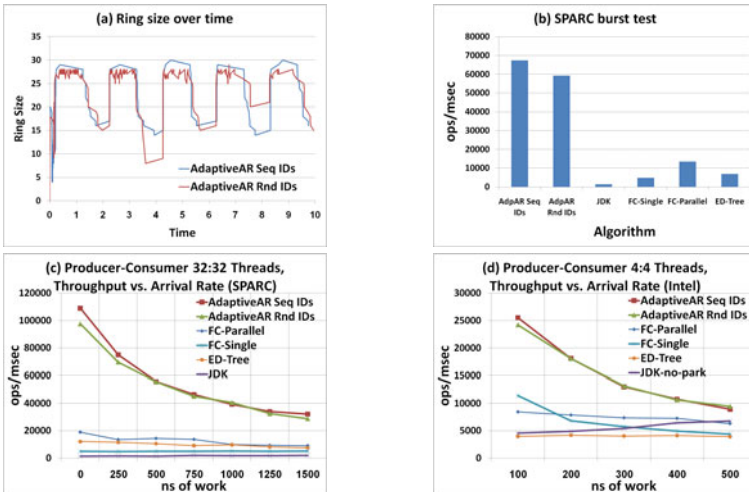 (a) Ring size over time
Ring Size
35
30
25
20
15
10
5
0
AdaptiveAR Seq IDs
AdaptiveAR Rnd IDs
0 1 2 3 4 5 6 7 8 9 10
Time
(b) SPARC burst test
ops/msec
80000
70000
60000
50000
40000
30000
20000
10000
0
AdpAR Seq IDs
AdpAR Rnd IDs
JDK
FC-Single
FC-Parallel
ED-Tree
Algorithm
(c) Producer-Consumer 32:32 Threads,
Throughput vs. Arrival Rate (SPARC)
ops/msec
120000
100000
80000
60000
40000
20000
0
AdaptiveAR Seq IDs
AdaptiveAR Rnd IDs
FC-Parallel
FC-Single
ED-Tree
JDK
0 250 500 750 1000 1250 1500
ns of work
(d) Producer-Consumer 4:4 Threads,
Throughput vs. Arrival Rate (Intel)
ops/msec
30000
25000
20000
15000
10000
5000
0
AdaptiveAR Seq IDs
AdaptiveAR Rnd IDs
FC-Parallel
FC-Single
ED-Tree
JDK-no-park
100 200 300 400 500
ns of work